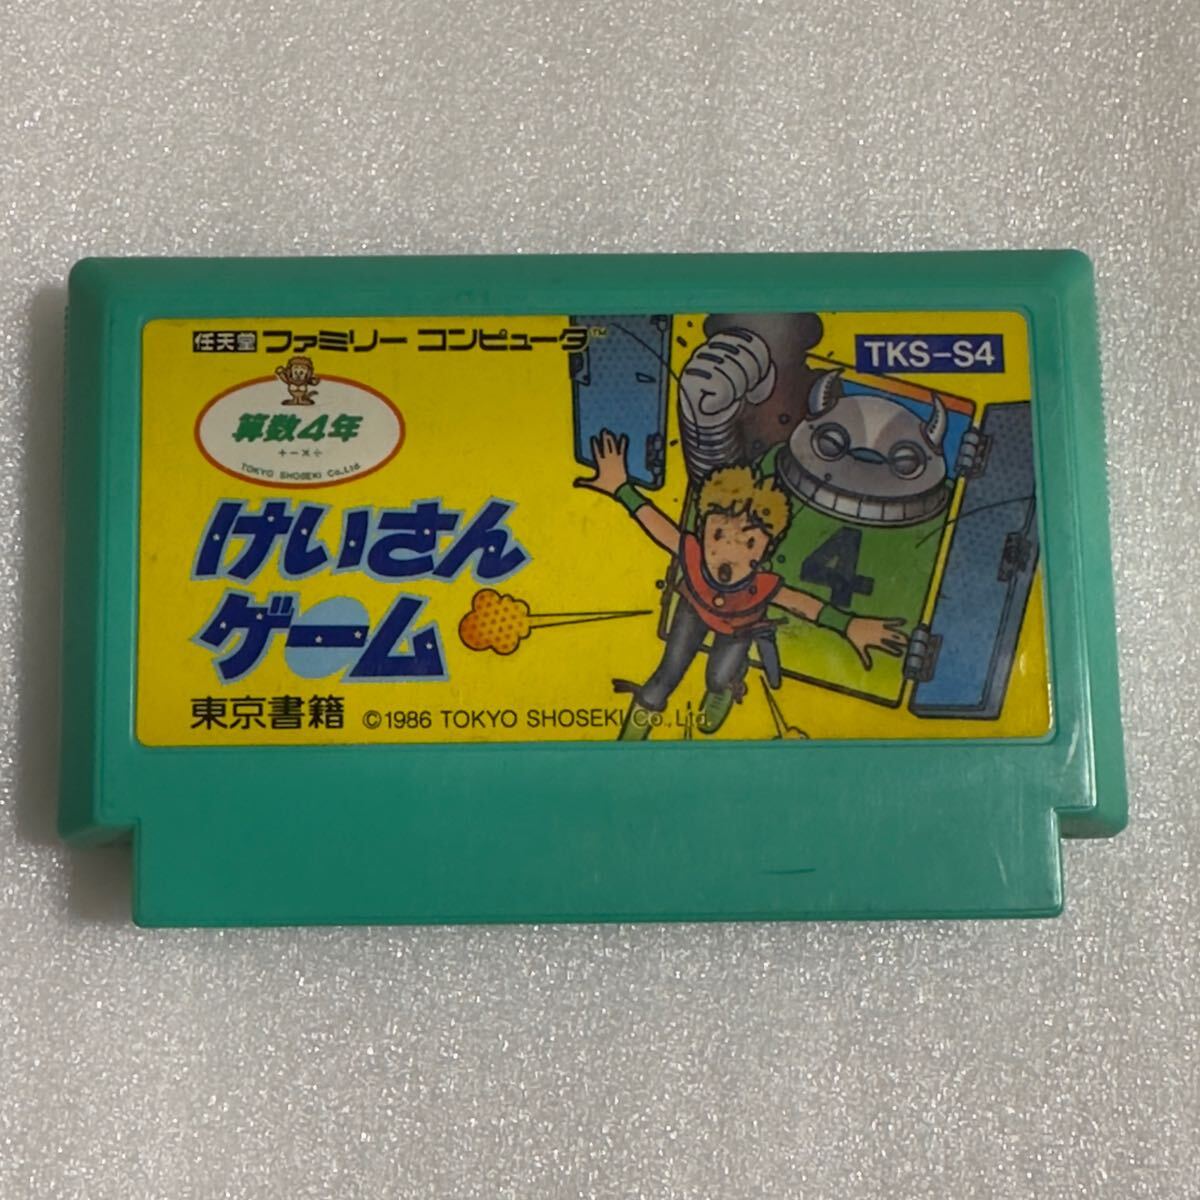 任天堂 ファミリー コンピュータ™
TKS-S4
算数4年
+-×÷
TOKYO SHOSEKI Co.,Ltd.
けいさん
ゲーム
4
東京書籍 ©1986 TOKYO SHOSEKI Co.,Ltd.